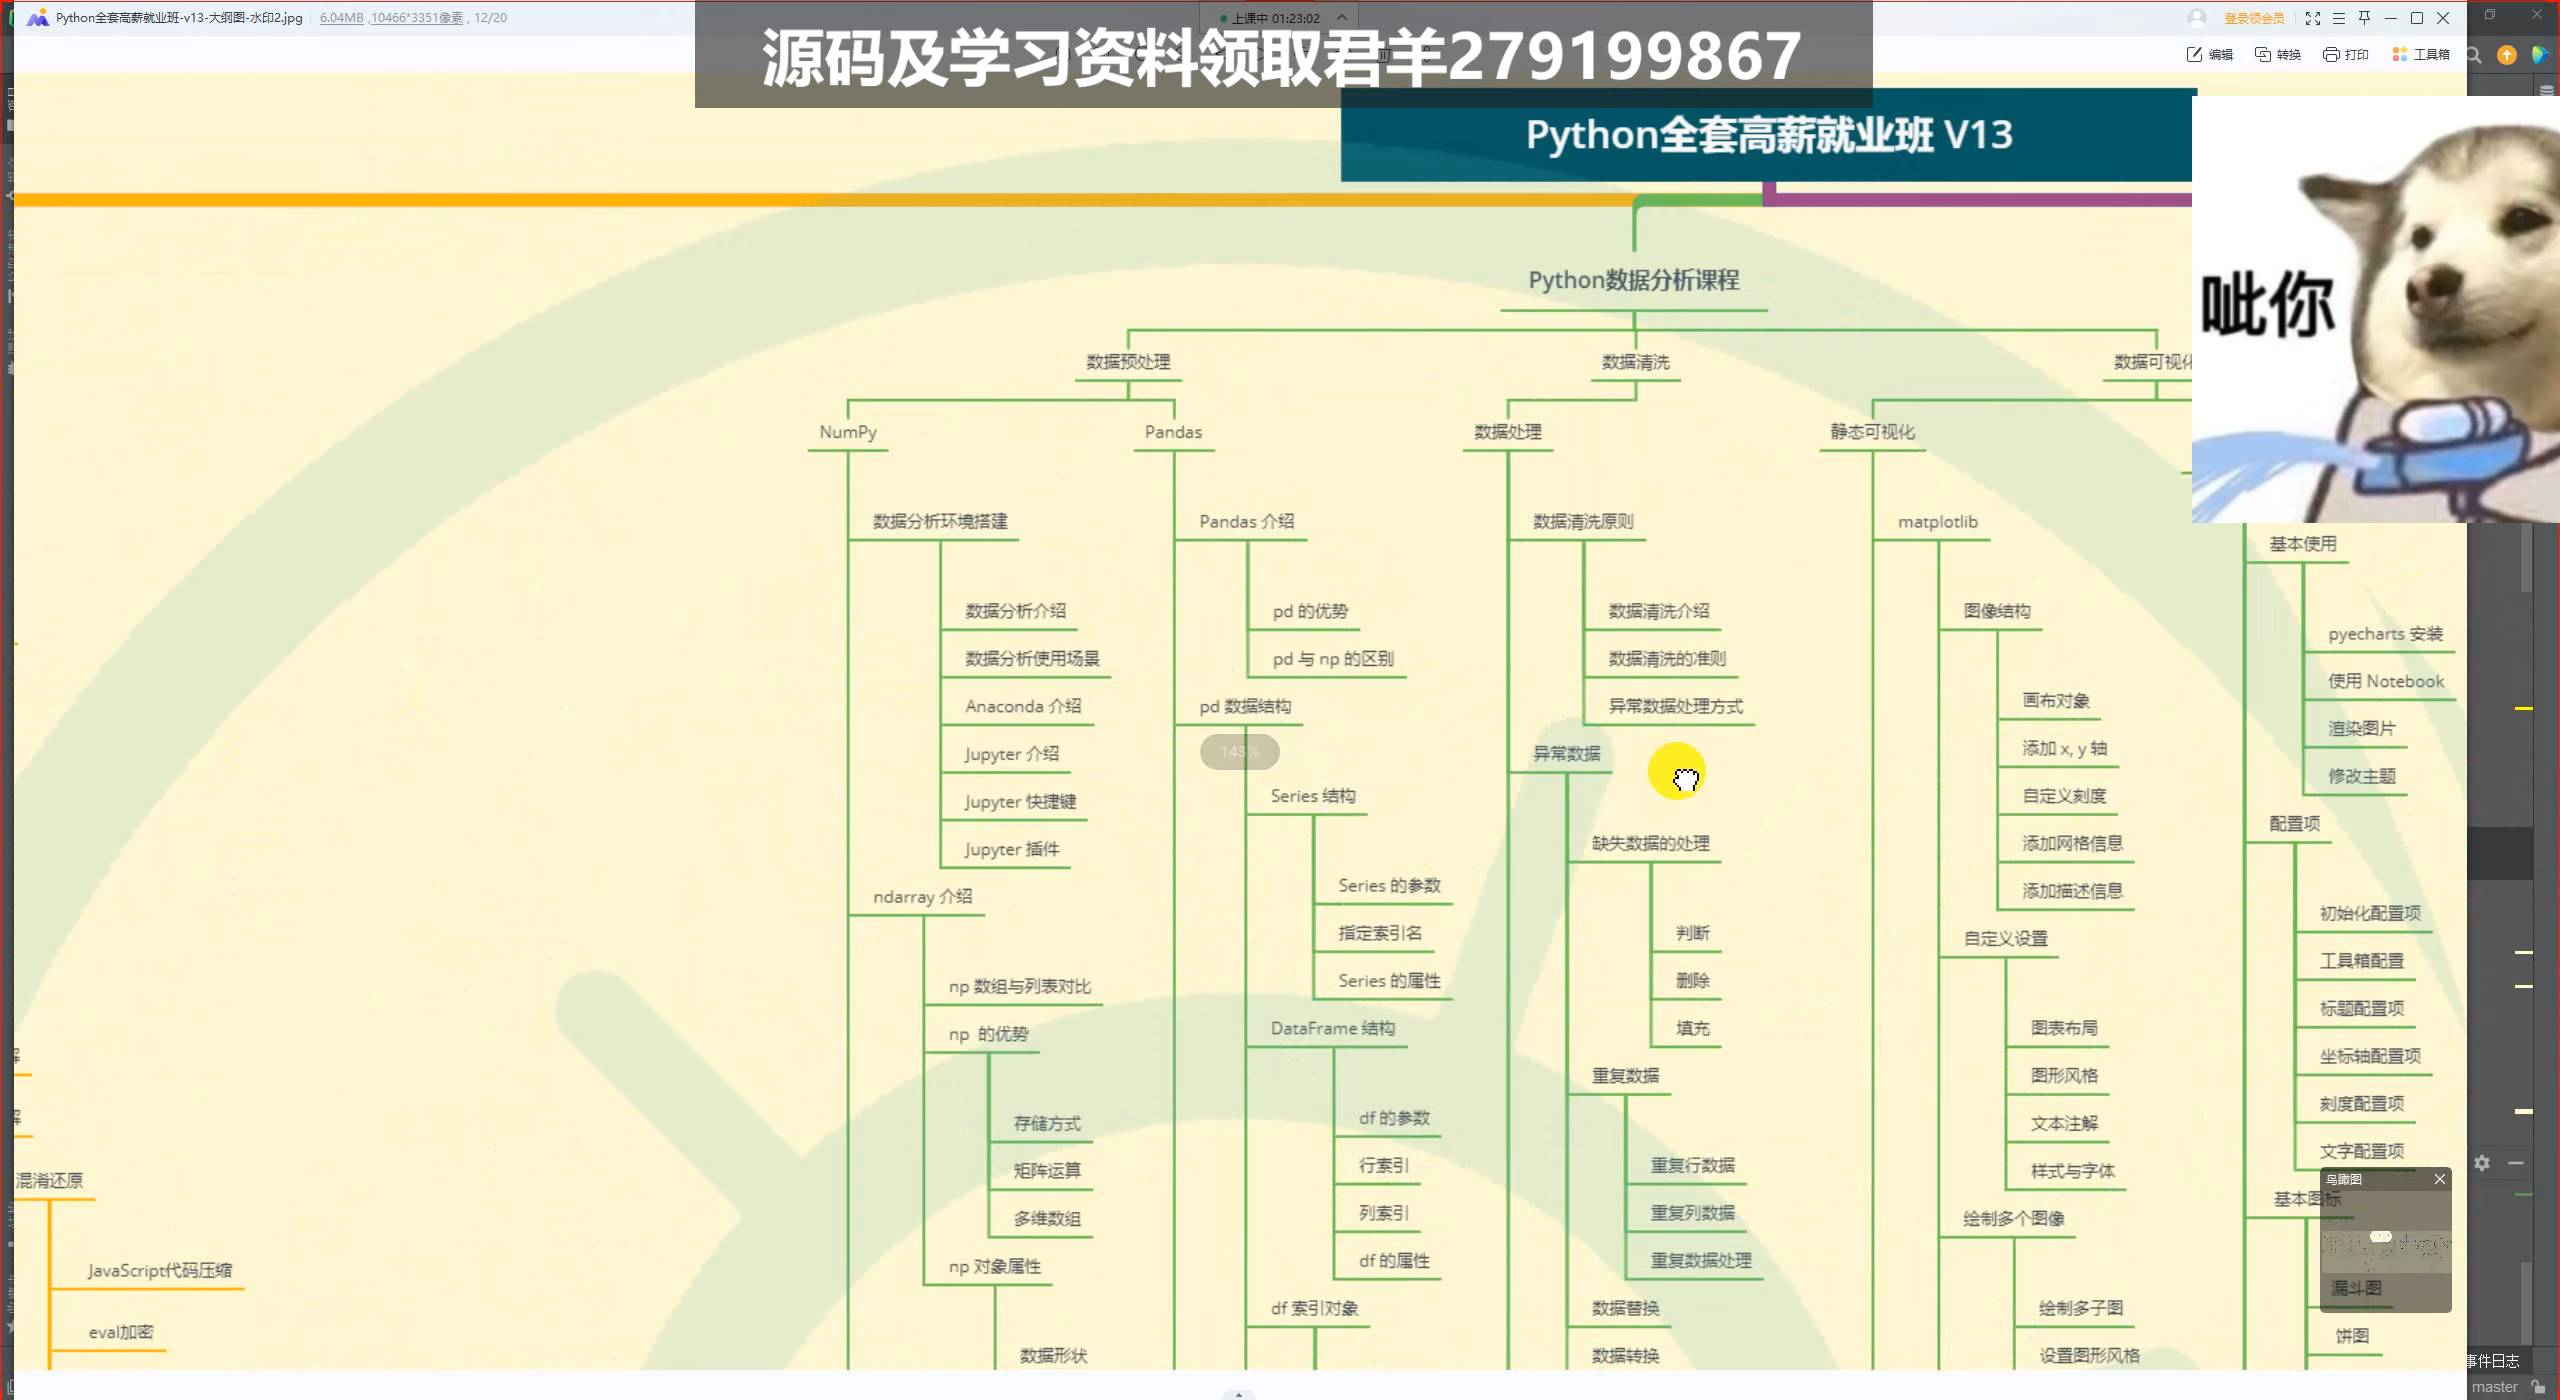 Python全套高薪就业班-v13-大纲图-水印2.jpg
6.04MB ,10466*3351像素 , 12/20
上课中 01:23:02
登录领会员
编辑
转换
打印
工具箱
源码及学习资料领取君羊279199867
Python全套高薪就业班 V13
呲你
Python数据分析课程
数据预处理
数据清洗
数据可视化
NumPy
Pandas
数据处理
静态可视化
数据分析环境搭建
数据分析介绍
数据分析使用场景
Anaconda 介绍
Jupyter 介绍
Jupyter 快捷键
Jupyter 插件
ndarray 介绍
np 数组与列表对比
np 的优势
存储方式
矩阵运算
多维数组
np 对象属性
数据形状
Pandas 介绍
pd 的优势
pd 与 np 的区别
pd 数据结构
143%
Series 结构
Series 的参数
指定索引名
Series 的属性
DataFrame 结构
df 的参数
行索引
列索引
df 的属性
df 索引对象
数据清洗原则
数据清洗介绍
数据清洗的准则
异常数据处理方式
异常数据
缺失数据的处理
判断
删除
填充
重复数据
重复行数据
重复列数据
重复数据处理
数据替换
数据转换
matplotlib
图像结构
画布对象
添加 x, y 轴
自定义刻度
添加网格信息
添加描述信息
自定义设置
图表布局
图形风格
文本注解
样式与字体
绘制多个图像
绘制多子图
设置图形风格
基本使用
pyecharts 安装
使用 Notebook
渲染图片
修改主题
配置项
初始化配置项
工具箱配置
标题配置项
坐标轴配置项
刻度配置项
文字配置项
基本图标
漏斗图
饼图
鸟瞰图
混淆还原
JavaScript代码压缩
eval加密
事件日志
master